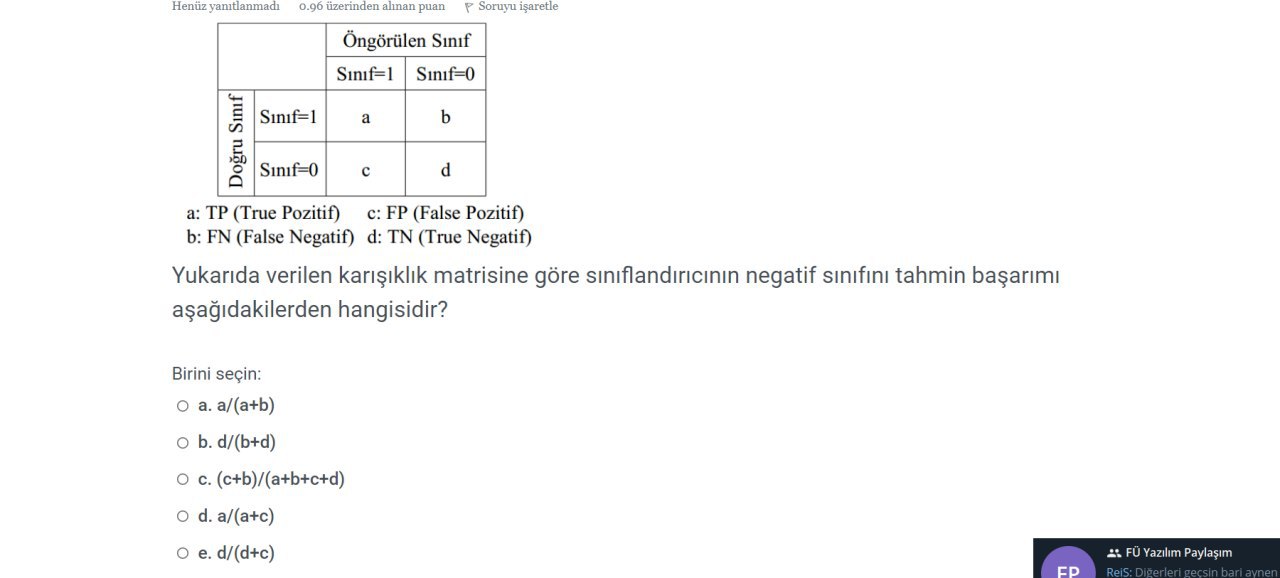 Henüz yanıtlanmadı 0.96 üzerinden alınan puan Soruyu işaretle
Öngörülen Sınıf
Sınıf=1 Sınıf=0
Doğru Sınıf
Sınıf=1 a b
Sınıf=0 c d
a: TP (True Pozitif) c: FP (False Pozitif)
b: FN (False Negatif) d: TN (True Negatif)
Yukarıda verilen karışıklık matrisine göre sınıflandırıcının negatif sınıfını tahmin başarımı
aşağıdakilerden hangisidir?
Birini seçin:
a. a/(a+b)
b. d/(b+d)
c. (c+b)/(a+b+c+d)
d. a/(a+c)
e. d/(d+c)
FÜ Yazılım Paylaşım
EP ReiS: Diğerleri geçsin bari aynen